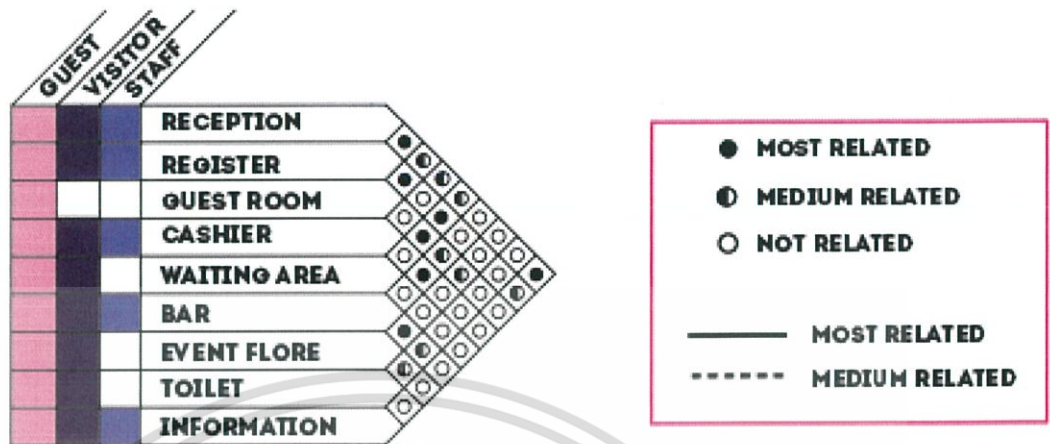 GUEST
VISITOR
STAFF
RECEPTION
REGISTER
GUEST ROOM
CASHIER
WAITING AREA
BAR
EVENT FLORE
TOILET
INFORMATION
MOST RELATED
MEDIUM RELATED
NOT RELATED
MOST RELATED
MEDIUM RELATED